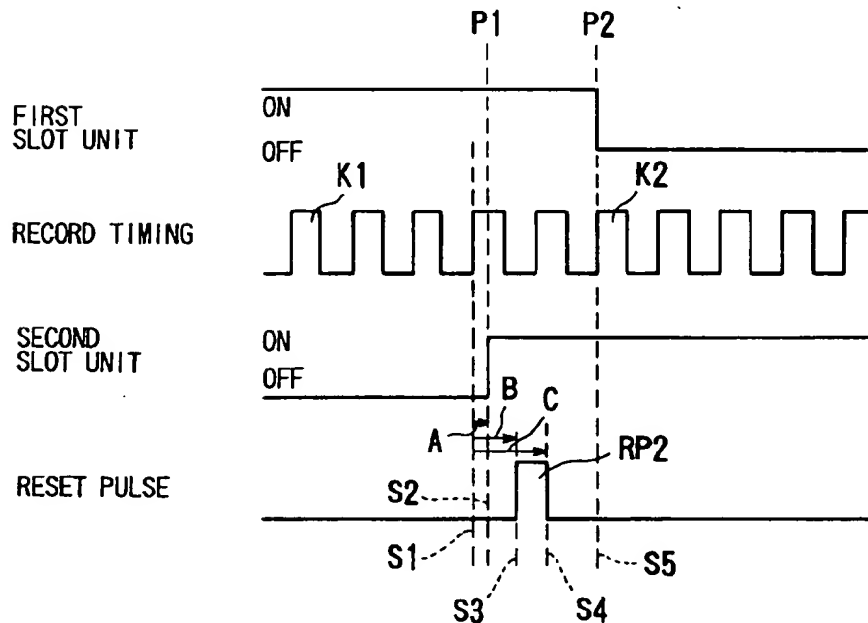 P1 P2
FIRST
SLOT UNIT
ON
OFF
K1 K2
RECORD TIMING
SECOND
SLOT UNIT
ON
OFF
A B C
RP2
RESET PULSE
S2
S1 S5
S3 S4